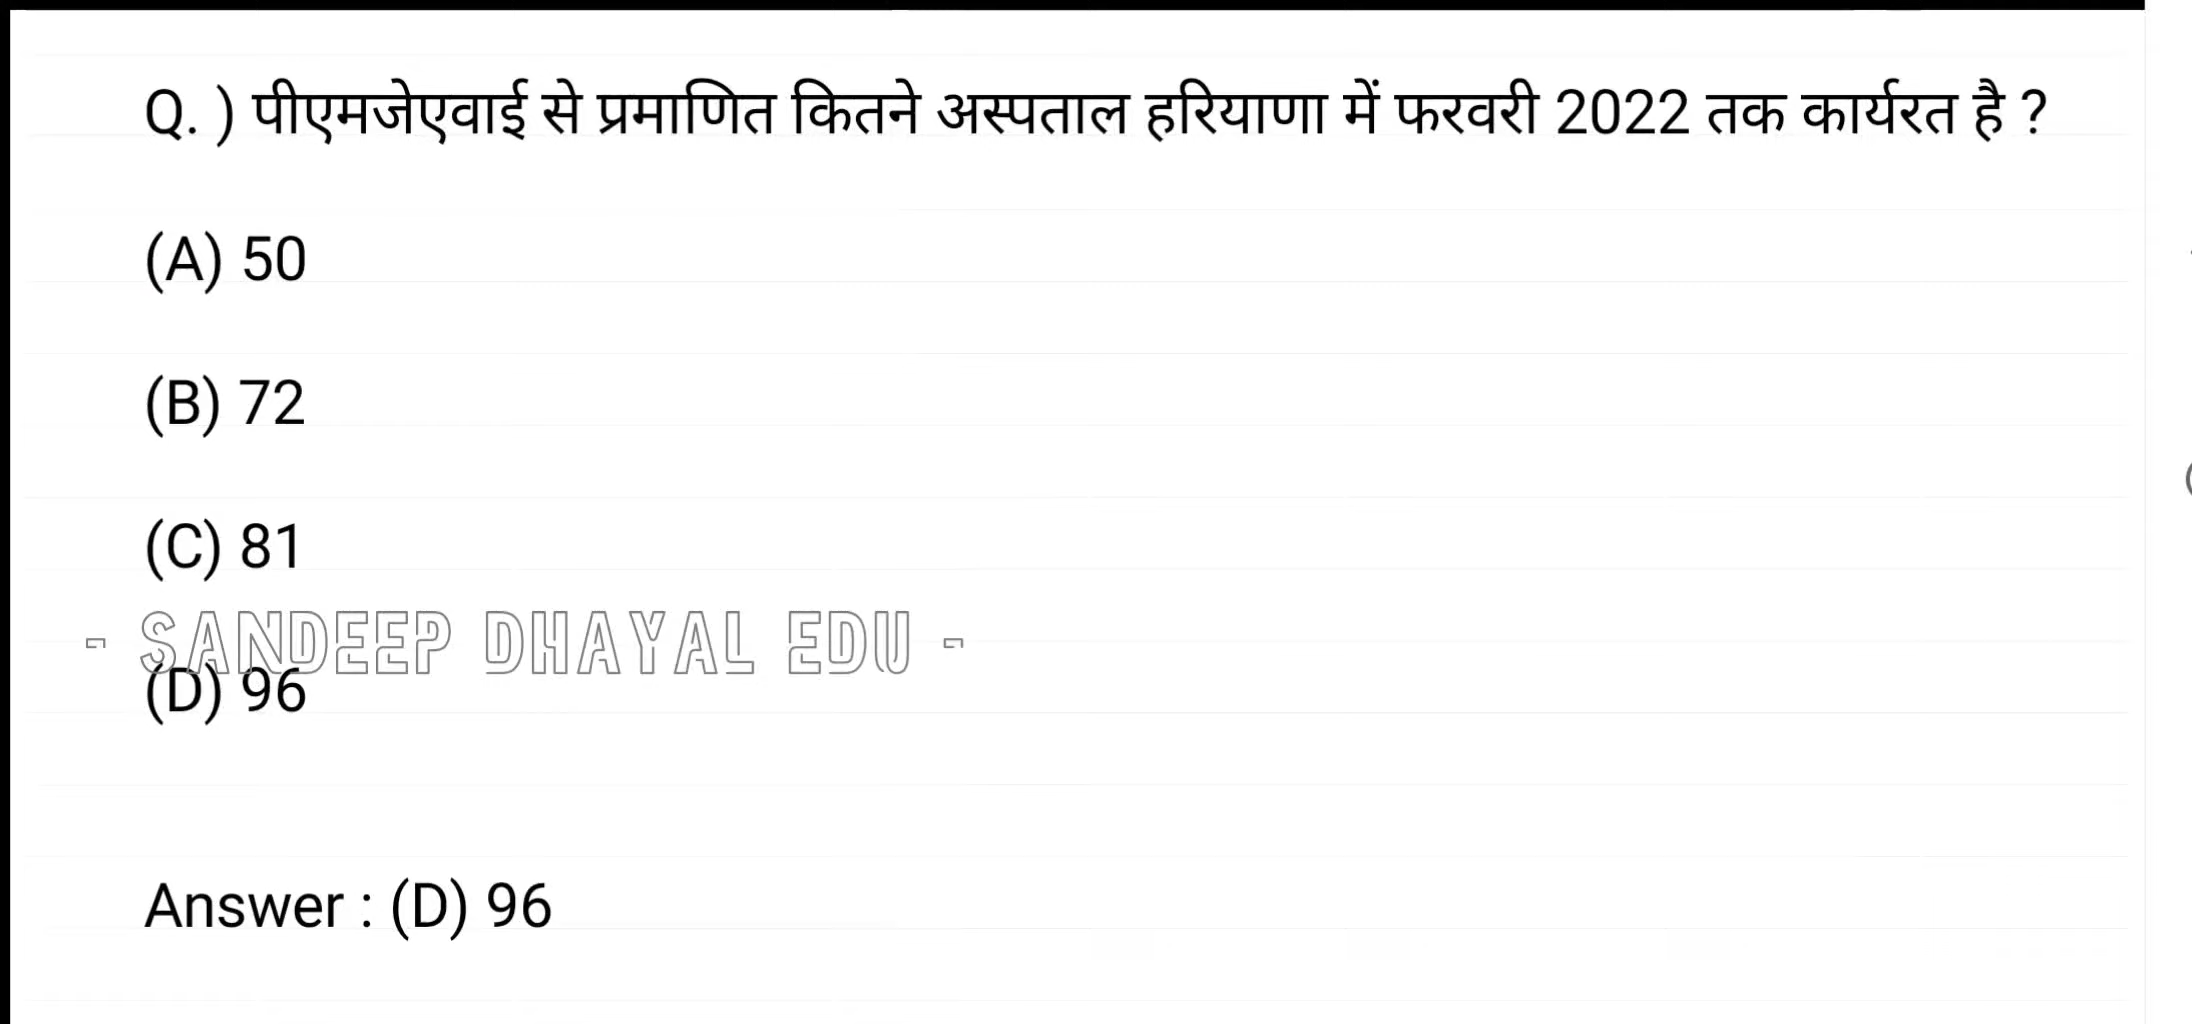 Q. ) पीएमजेएवाई से प्रमाणित कितने अस्पताल हरियाणा में फरवरी 2022 तक कार्यरत है ?
(A) 50
(B) 72
(C) 81
- SANDEEP DHAYAL EDU -
(D) 96
Answer : (D) 96